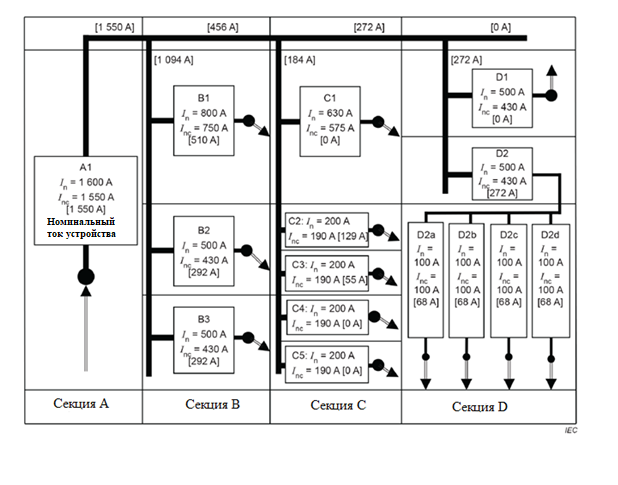 [1 550 A]
[456 A]
[272 A]
[0 A]
A1
In = 1 600 A
Inc = 1 550 A
[1 550 A]
Номинальный
ток устройства
Секция A
[1 094 A]
B1
In = 800 A
Inc = 750 A
[510 A]
B2
In = 500 A
Inc = 430 A
[292 A]
B3
In = 500 A
Inc = 430 A
[292 A]
Секция B
[184 A]
C1
In = 630 A
Inc = 575 A
[0 A]
C2: In = 200 A
Inc = 190 A [129 A]
C3: In = 200 A
Inc = 190 A [55 A]
C4: In = 200 A
Inc = 190 A [0 A]
C5: In = 200 A
Inc = 190 A [0 A]
Секция C
[272 A]
D1
In = 500 A
Inc = 430 A
[0 A]
D2
In = 500 A
Inc = 430 A
[272 A]
D2a
In =
100 A
Inc =
100 A
[68 A]
D2b
In =
100 A
Inc =
100 A
[68 A]
D2c
In =
100 A
Inc =
100 A
[68 A]
D2d
In =
100 A
Inc =
100 A
[68 A]
Секция D
IEC